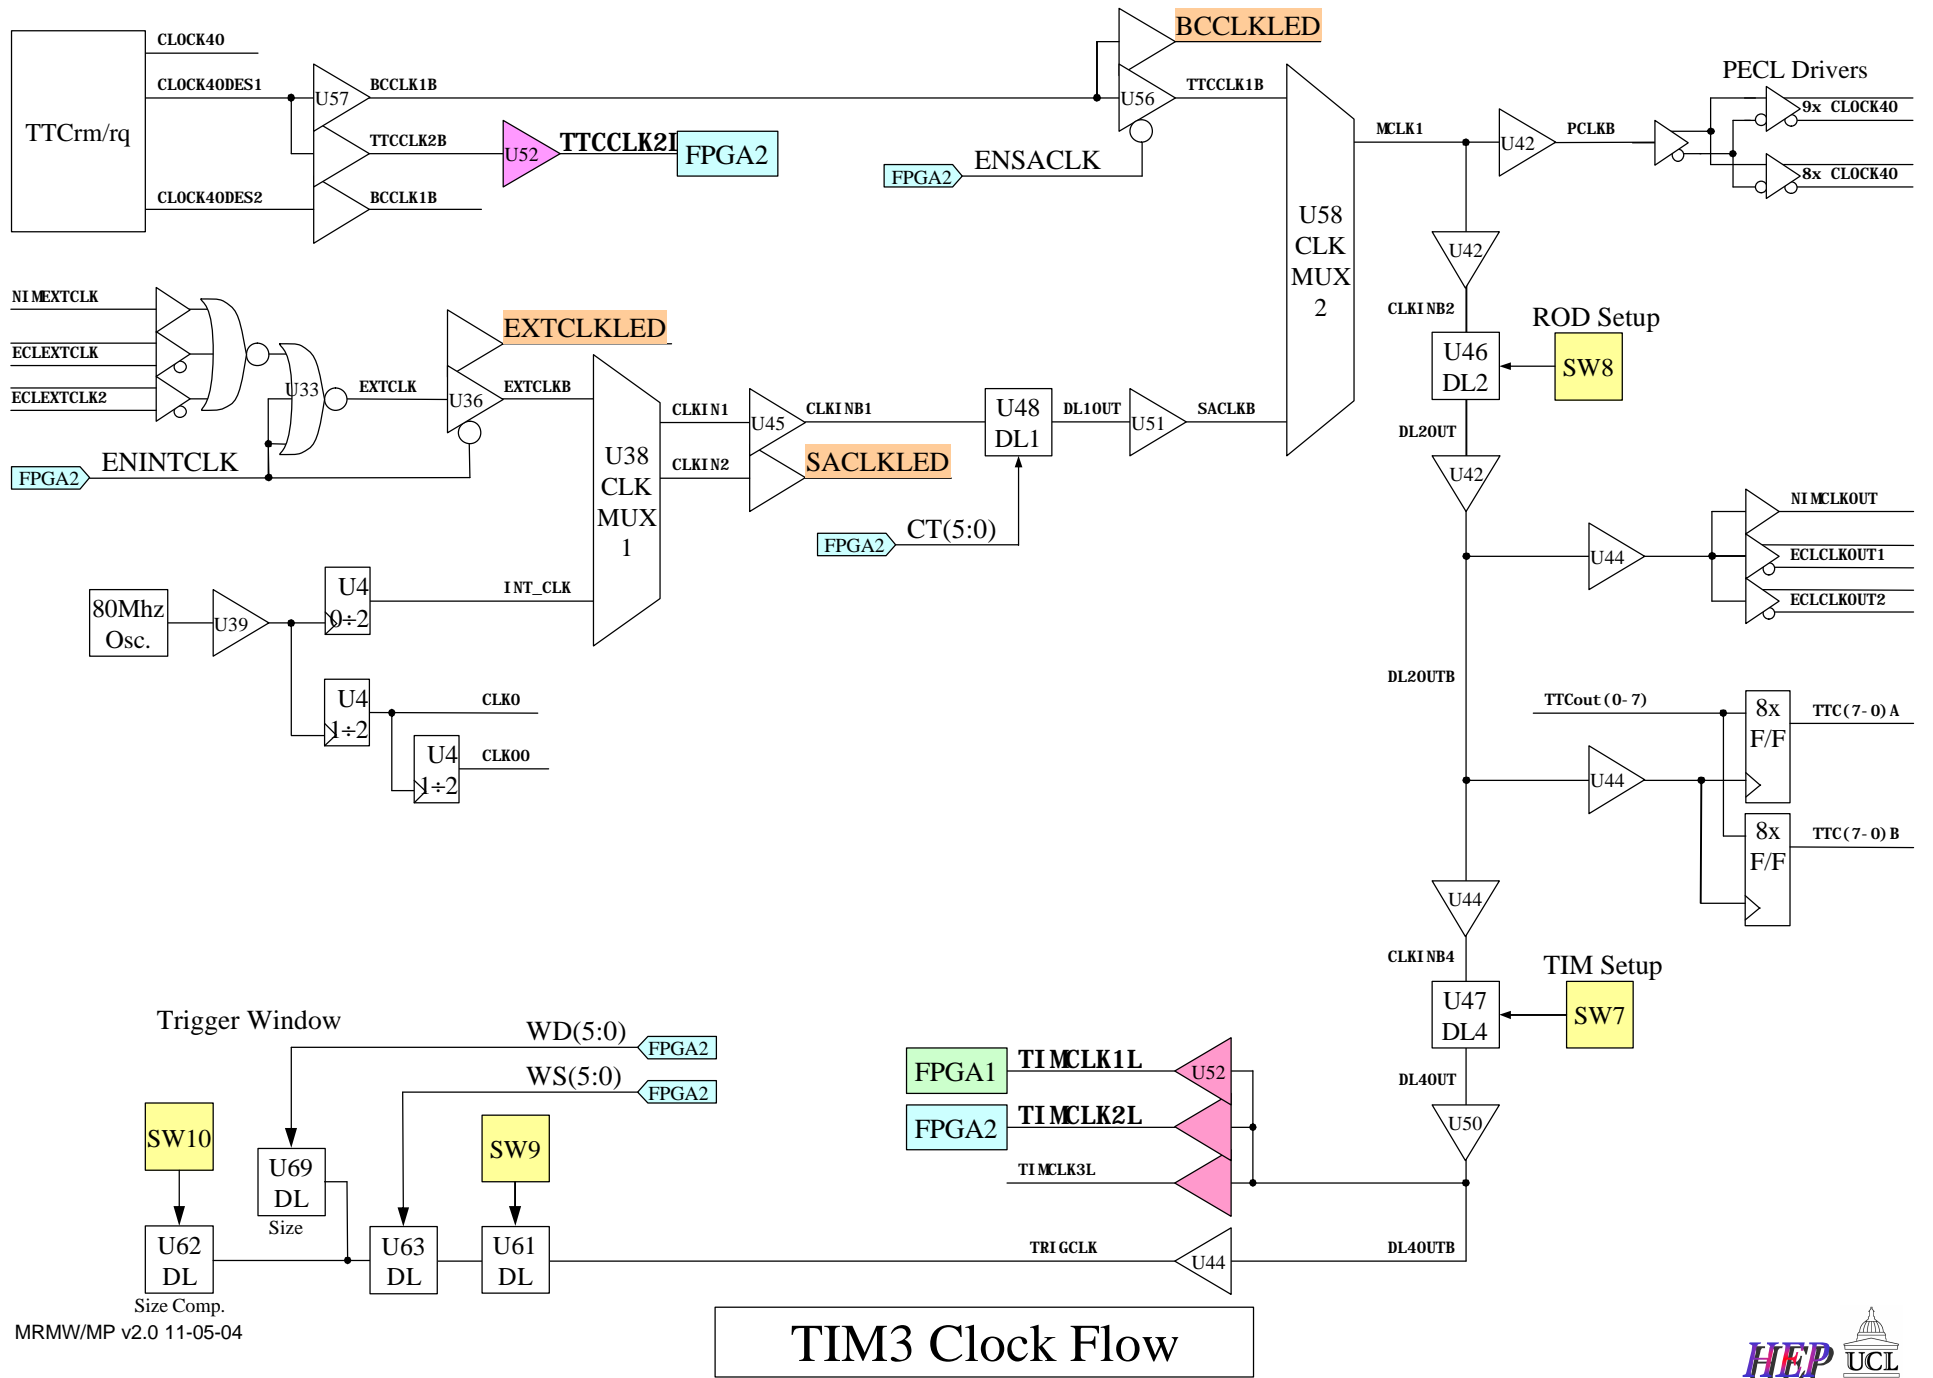 CLOCK40
BCCLKLED
CLOCK40DES1
BCCLK1B
TTCCLK1B
PECL Drivers
U57
U56
9x CLOCK40
TTCrm/rq
MCLK1
U42
PCLKB
TTCCLK2B
U52
TTCCLK2L
FPGA2
FPGA2
ENSACLK
8x CLOCK40
CLOCK40DES2
BCCLK1B
U58
CLK
MUX
2
U42
NIMEXTCLK
EXTCLKLED
CLKINB2
ROD Setup
ECLEXTCLK
U46
DL2
SW8
U33
EXTCLK
U36
EXTCLKB
ECLEXTCLK2
CLKIN1
U45
CLKINB1
U48
DL1
DL1OUT
U51
SACLKB
DL2OUT
FPGA2
ENINTCLK
U38
CLK
MUX
1
CLKIN2
SACLKLED
U42
FPGA2
CT(5:0)
NIMCLKOUT
U44
ECLCLKOUT1
ECLCLKOUT2
80Mhz
Osc.
U39
U4
0÷2
INT_CLK
DL2OUTB
U4
1÷2
CLK0
U4
1÷2
CLK00
TTCout(0-7)
8x
F/F
TTC(7-0)A
U44
8x
F/F
TTC(7-0)B
U44
CLKINB4
TIM Setup
U47
DL4
SW7
Trigger Window
WD(5:0)
FPGA2
WS(5:0)
FPGA2
FPGA1
TIMCLK1L
U52
DL4OUT
FPGA2
TIMCLK2L
U50
TIMCLK3L
SW10
U69
DL
Size
SW9
U62
DL
Size Comp.
U63
DL
U61
DL
TRIGCLK
U44
DL4OUTB
MRMW/MP v2.0 11-05-04
TIM3 Clock Flow
HEP
UCL